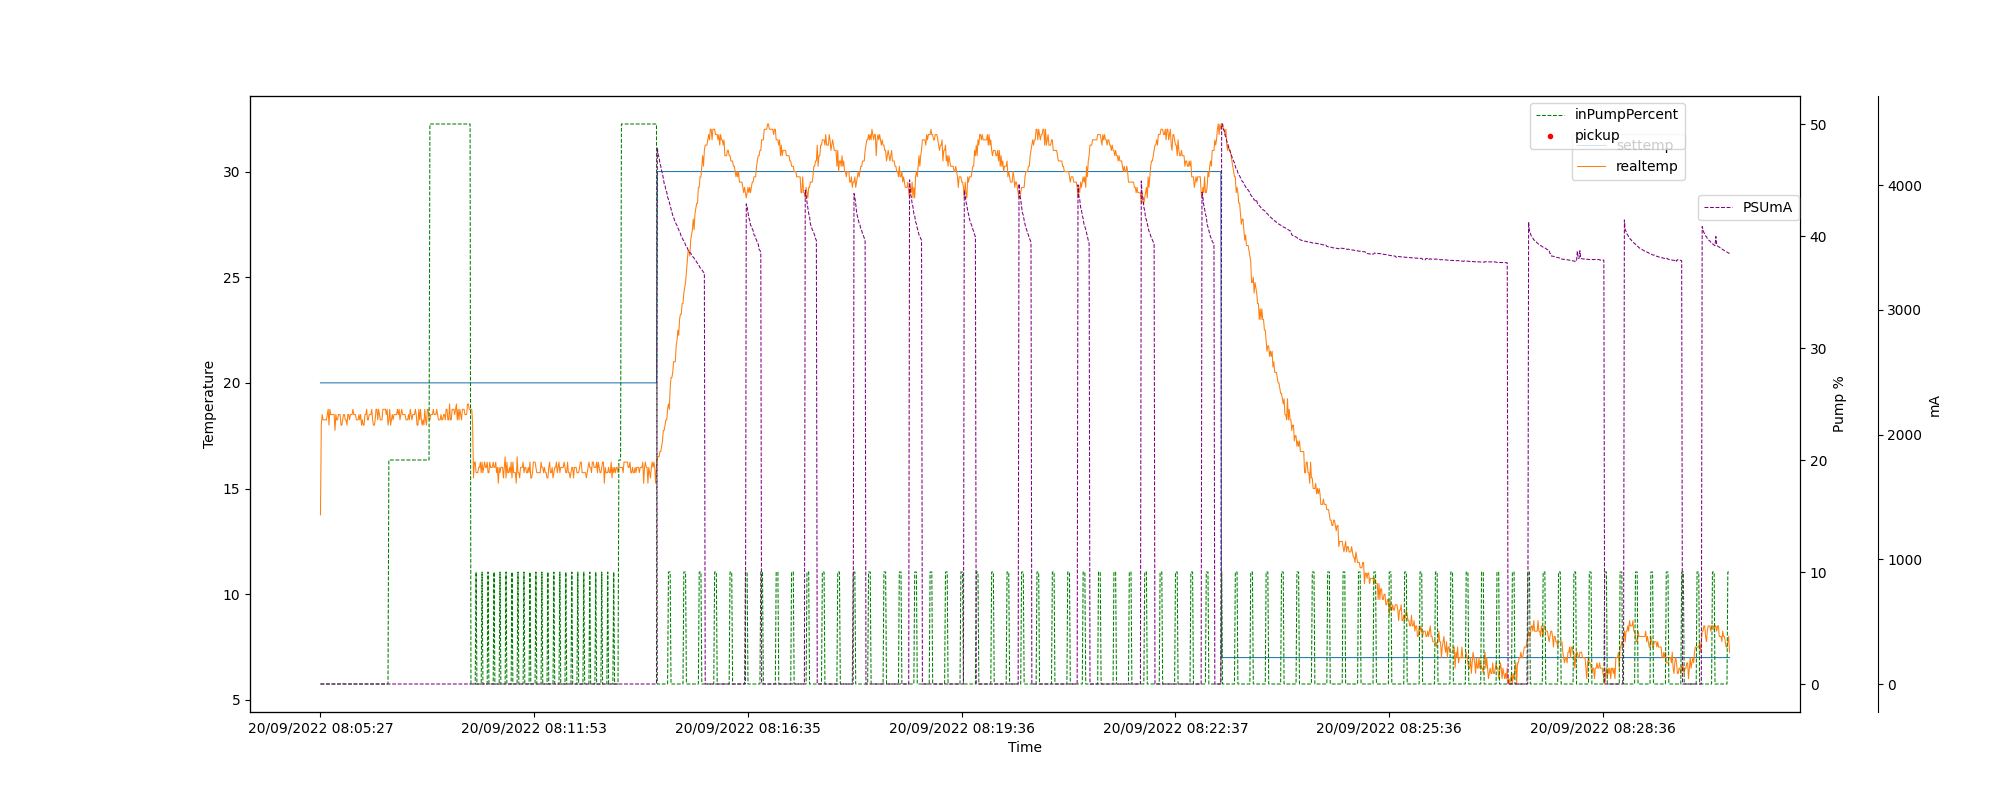 inPumpPercent
pickup
settemp
realtemp
PSUmA
Temperature
30
25
20
15
10
5
50
40
30
20
10
0
Pump %
4000
3000
2000
1000
0
mA
20/09/2022 08:05:27
20/09/2022 08:11:53
20/09/2022 08:16:35
20/09/2022 08:19:36
20/09/2022 08:22:37
20/09/2022 08:25:36
20/09/2022 08:28:36
Time